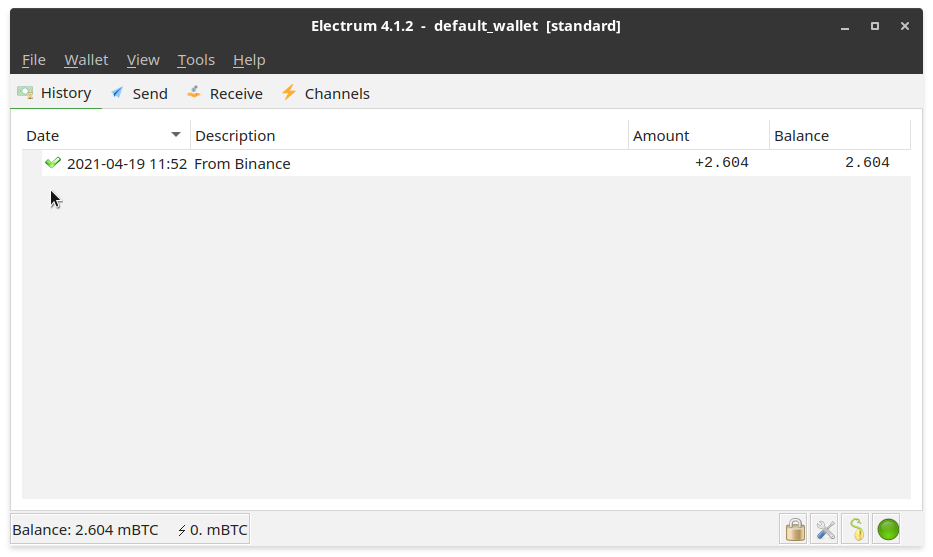 Electrum 4.1.2 - default_wallet [standard]
File Wallet View Tools Help
History Send Receive Channels
Date Description Amount Balance
2021-04-19 11:52 From Binance +2.604 2.604
Balance: 2.604 mBTC ⚡0. mBTC